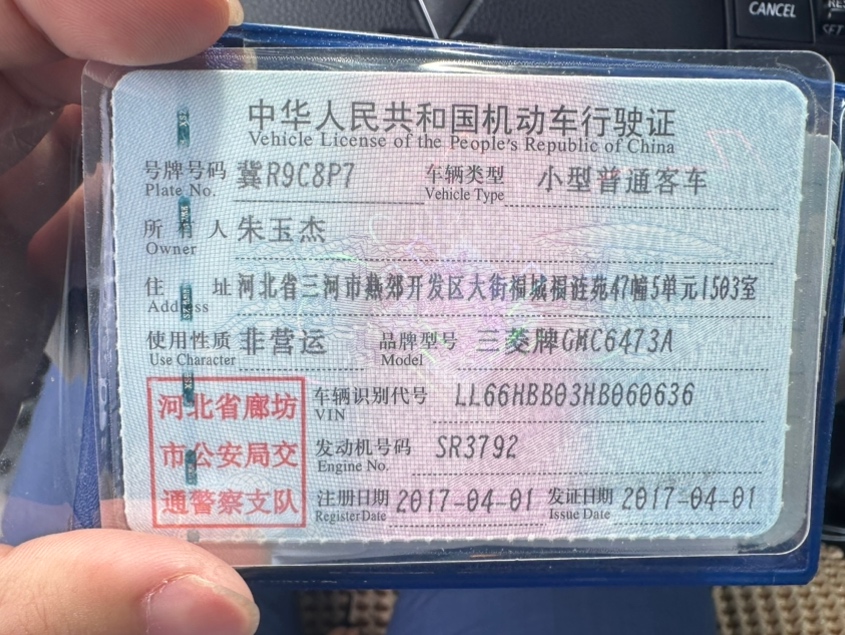 CANCEL
中华人民共和国机动车行驶证
Vehicle License of the People's Republic of China
号牌号码 冀R9C8P7 车辆类型 小型普通客车
Plate No. Vehicle Type
所有人 朱玉杰
Owner
住址 河北省三河市燕郊开发区大街桐城福洼苑47幢5单元1503室
Address
使用性质 非营运 品牌型号 三菱牌GMC6473A
Use Character Model
车辆识别代号 LL66HBB03HB060636
VIN
发动机号码 SR3792
Engine No.
注册日期 2017-04-01 发证日期 2017-04-01
Register Date Issue Date
河北省廊坊
市公安局交
通警察支队